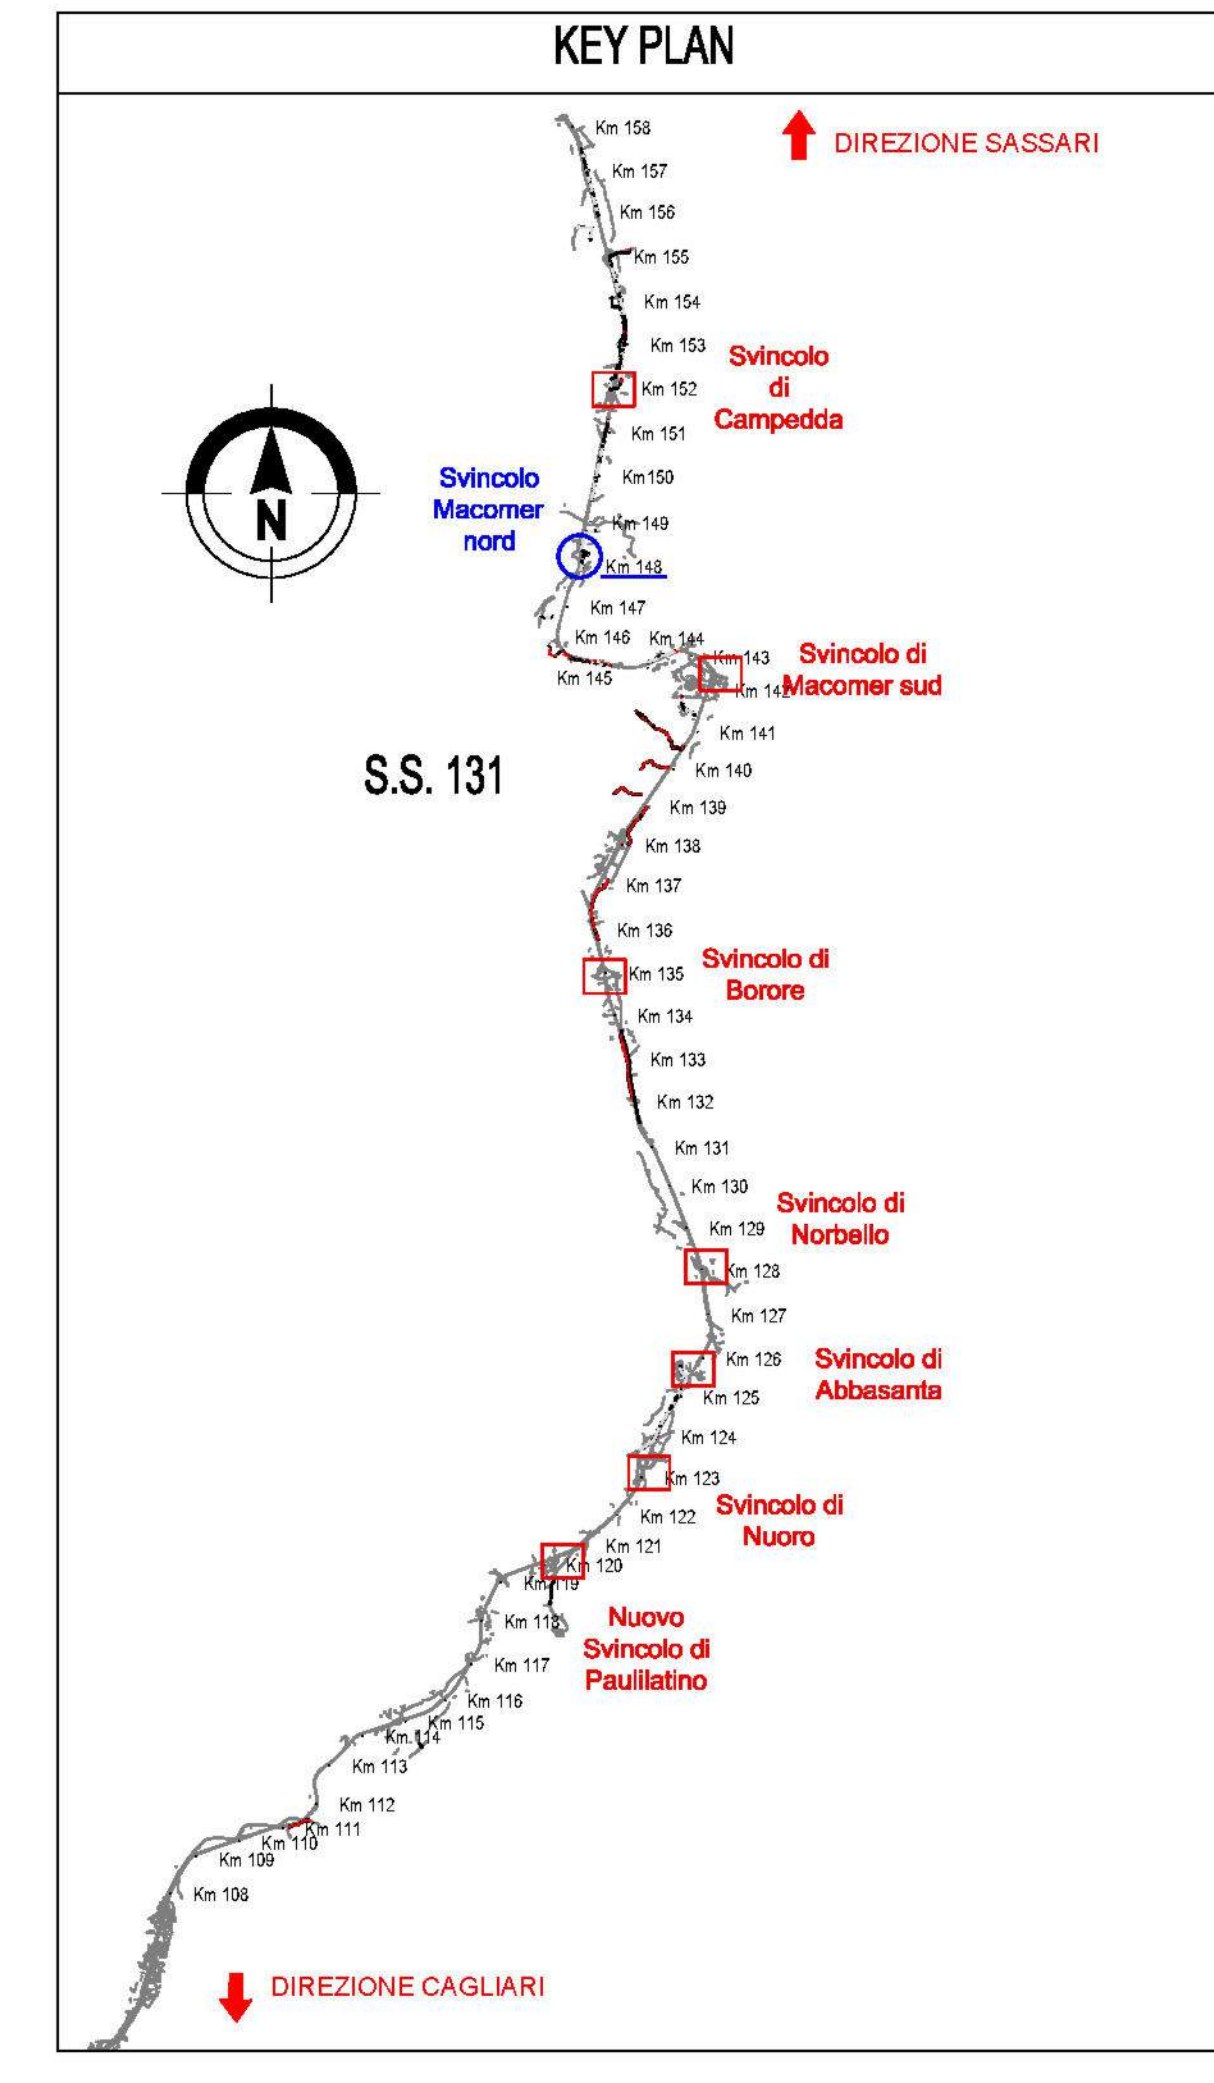 KEY PLAN
Km 158
DIREZIONE SASSARI
Km 157
Km 156
Km 155
Km 154
Km 153
Svincolo
di
Campedda
Km 152
Km 151
Svincolo
Macomer
nord
Km150
Km 149
N
Km 148
Km 147
Km 146
Km 144
Km 143
Svincolo di
Macomer sud
Km 145
Km 142
Km 141
S.S. 131
Km 140
Km 139
Km 138
Km 137
Km 136
Km 135
Svincolo di
Borore
Km 134
Km 133
Km 132
Km 131
Km 130
Svincolo di
Norbello
Km 129
Km 128
Km 127
Km 126
Svincolo di
Abbasanta
Km 125
Km 124
Km 123
Svincolo di
Nuoro
Km 122
Km 121
Km 120
Km 119
Nuovo
Svincolo di
Paulilatino
Km 118
Km 117
Km 116
Km 115
Km 114
Km 113
Km 112
Km 111
Km 110
Km 109
Km 108
DIREZIONE CAGLIARI